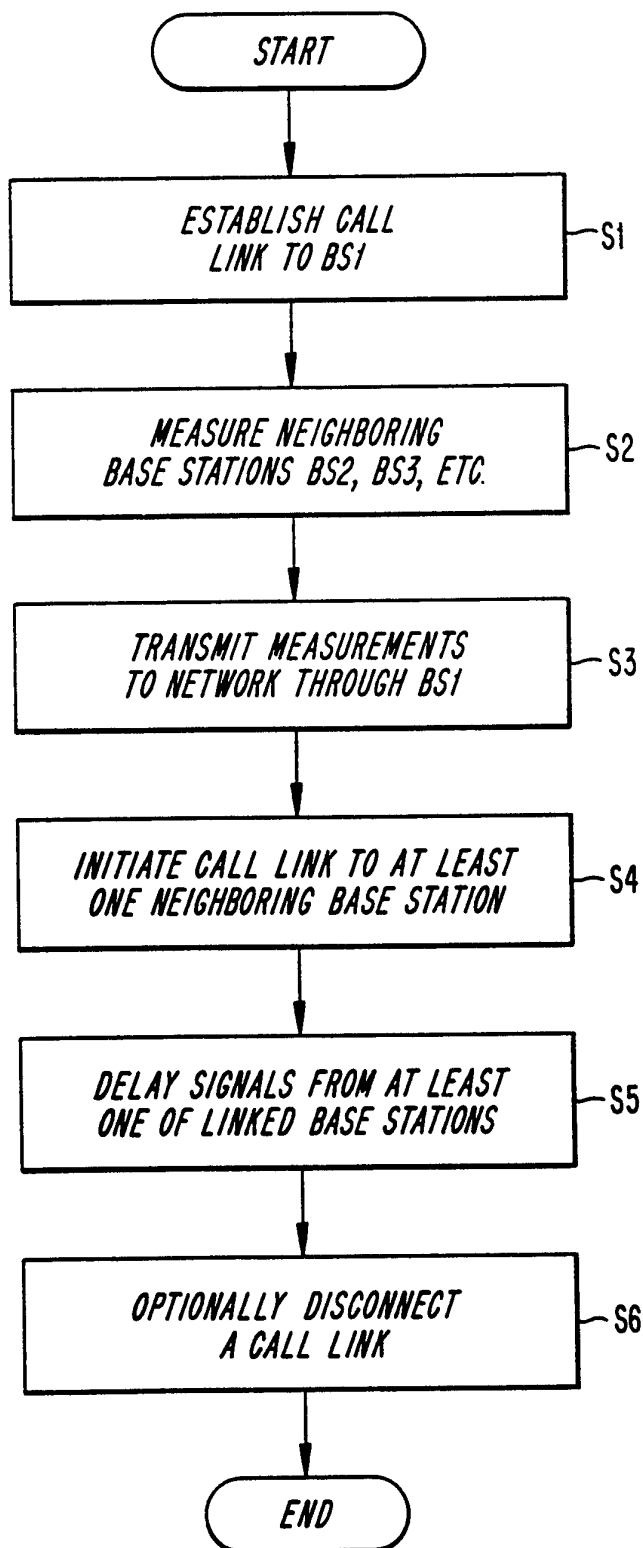 START
ESTABLISH CALL
LINK TO BS1
S1
MEASURE NEIGHBORING
BASE STATIONS BS2, BS3, ETC.
S2
TRANSMIT MEASUREMENTS
TO NETWORK THROUGH BS1
S3
INITIATE CALL LINK TO AT LEAST
ONE NEIGHBORING BASE STATION
S4
DELAY SIGNALS FROM AT LEAST
ONE OF LINKED BASE STATIONS
S5
OPTIONALLY DISCONNECT
A CALL LINK
S6
END